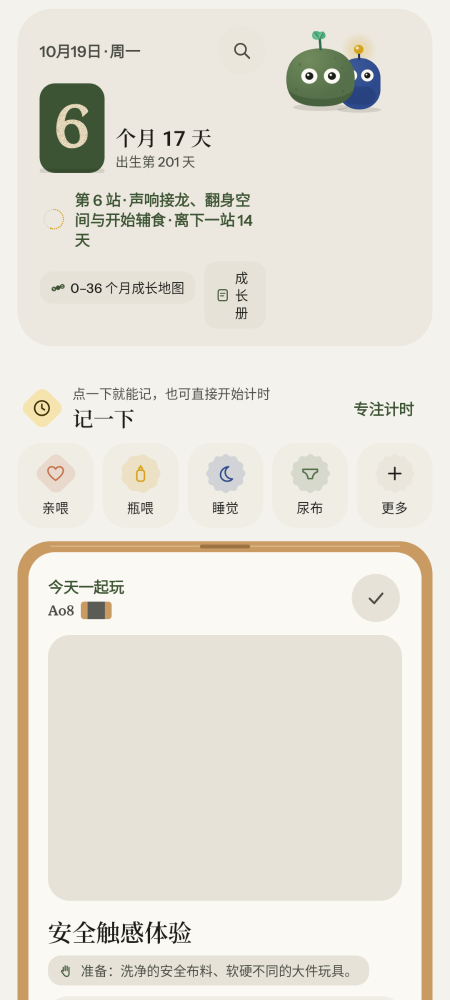 10月19日·周一
6
个月 17 天
出生第 201 天
第 6 站·声响接龙、翻身空
间与开始辅食·离下一站 14
天
0–36 个月成长地图
成
长
册
点一下就能记，也可直接开始计时
记一下
专注计时
亲喂
瓶喂
睡觉
尿布
更多
今天一起玩
A08
安全触感体验
准备：洗净的安全布料、软硬不同的大件玩具。